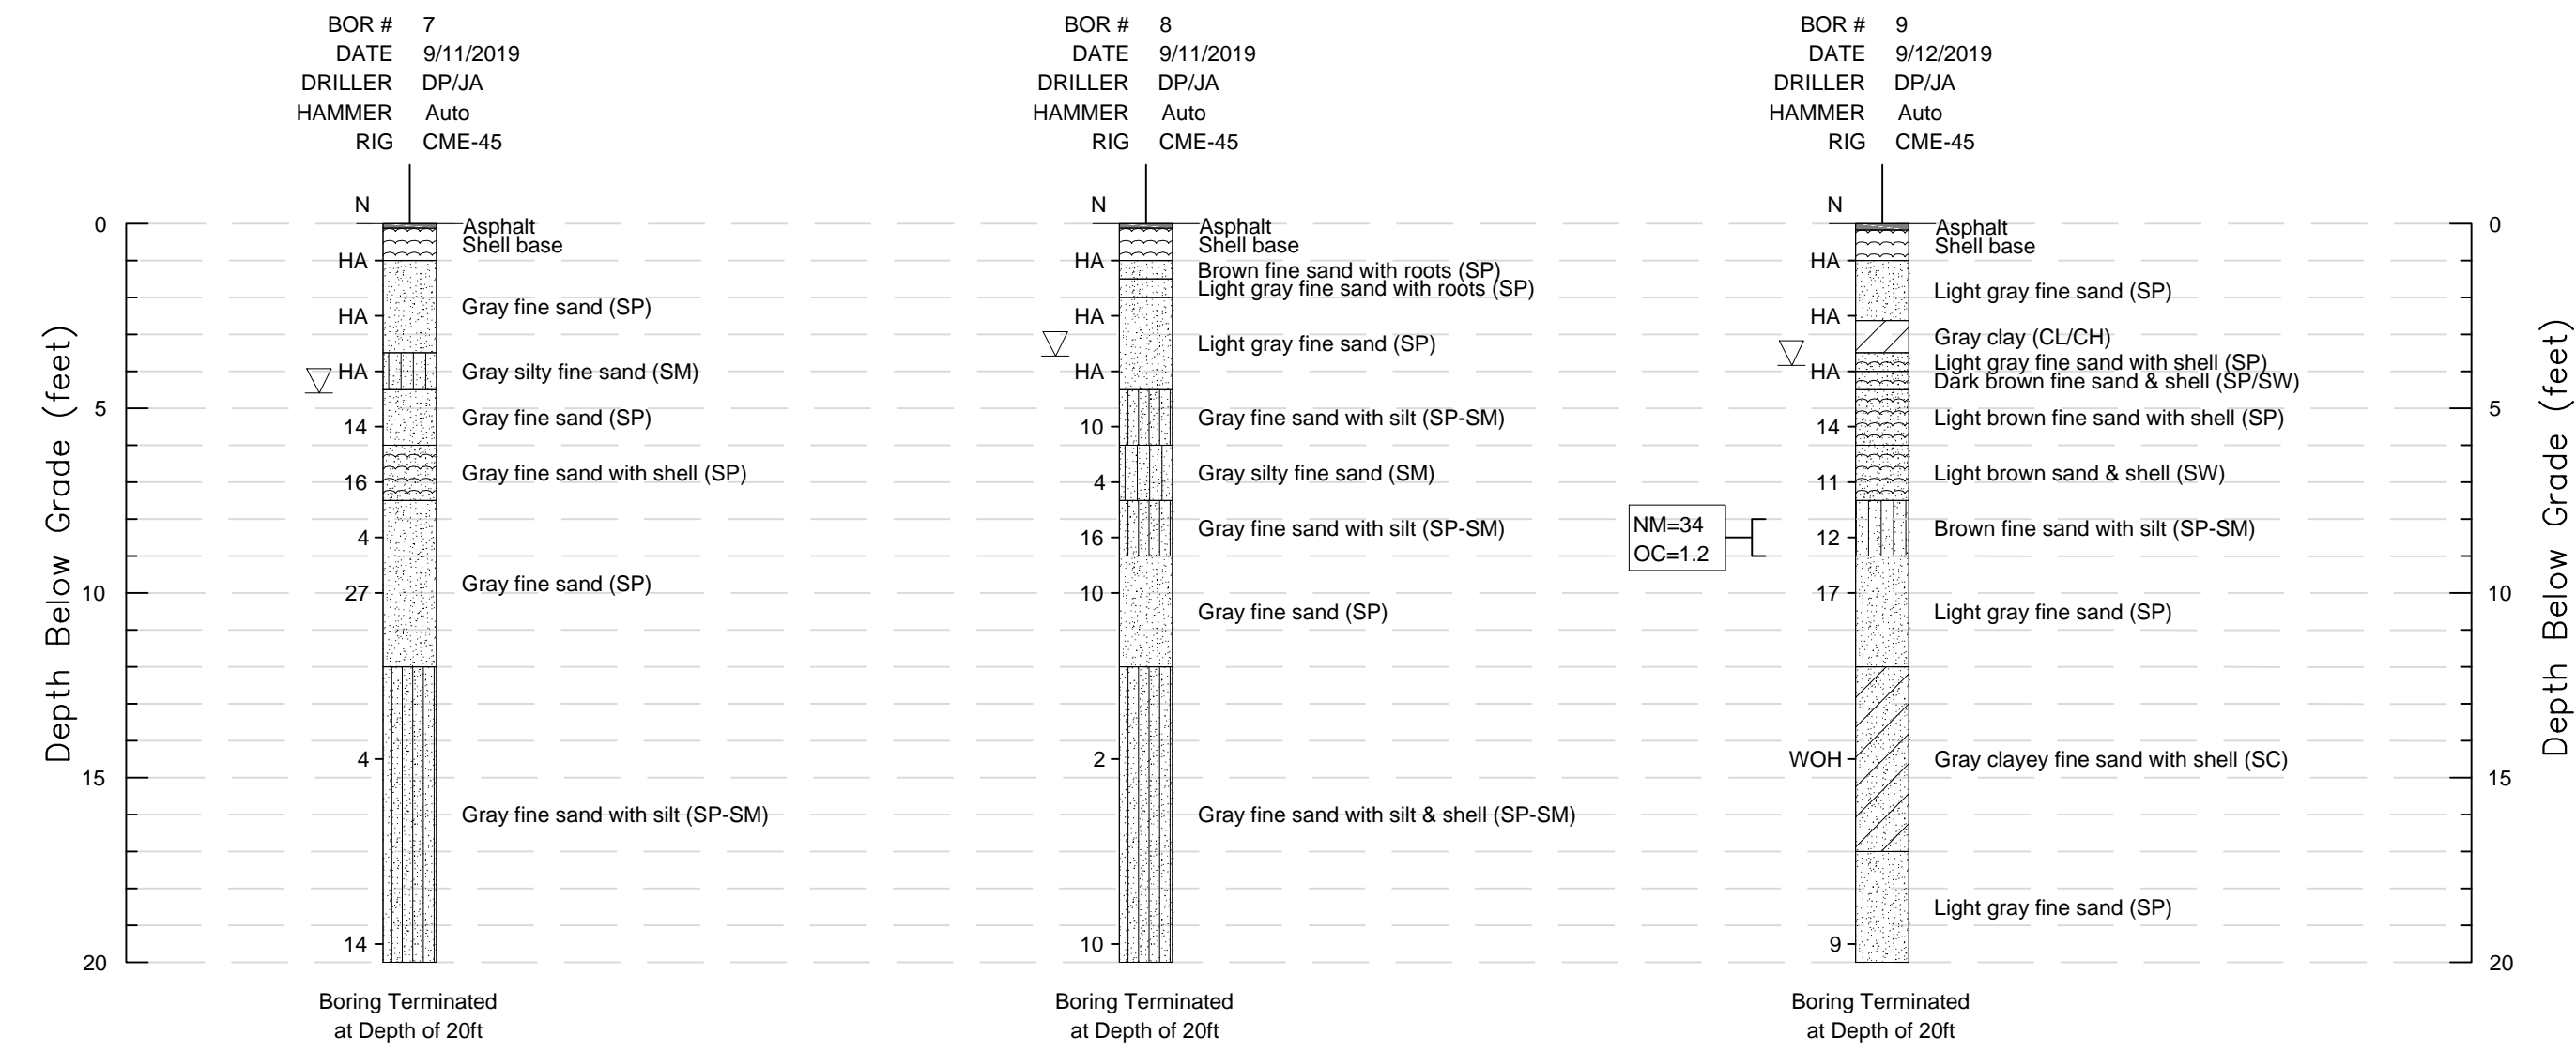 BOR # 7
DATE 9/11/2019
DRILLER DP/JA
HAMMER Auto
RIG CME-45
N
Asphalt
Shell base
HA
HA
Gray fine sand (SP)
HA
Gray silty fine sand (SM)
Gray fine sand (SP)
14
Gray fine sand with shell (SP)
16
4
Gray fine sand (SP)
27
4
Gray fine sand with silt (SP-SM)
14
Boring Terminated
at Depth of 20ft
BOR # 8
DATE 9/11/2019
DRILLER DP/JA
HAMMER Auto
RIG CME-45
N
Asphalt
Shell base
HA
Brown fine sand with roots (SP)
Light gray fine sand with roots (SP)
HA
Light gray fine sand (SP)
HA
Gray fine sand with silt (SP-SM)
10
Gray silty fine sand (SM)
4
Gray fine sand with silt (SP-SM)
16
10
Gray fine sand (SP)
2
Gray fine sand with silt & shell (SP-SM)
10
Boring Terminated
at Depth of 20ft
BOR # 9
DATE 9/12/2019
DRILLER DP/JA
HAMMER Auto
RIG CME-45
N
Asphalt
Shell base
HA
Light gray fine sand (SP)
HA
Gray clay (CL/CH)
Light gray fine sand with shell (SP)
HA
Dark brown fine sand & shell (SP/SW)
Light brown fine sand with shell (SP)
14
Light brown sand & shell (SW)
11
NM=34
OC=1.2
Brown fine sand with silt (SP-SM)
12
17
Light gray fine sand (SP)
WOH
Gray clayey fine sand with shell (SC)
Light gray fine sand (SP)
9
Boring Terminated
at Depth of 20ft
Depth Below Grade (feet)
0
5
10
15
20
Depth Below Grade (feet)
0
5
10
15
20